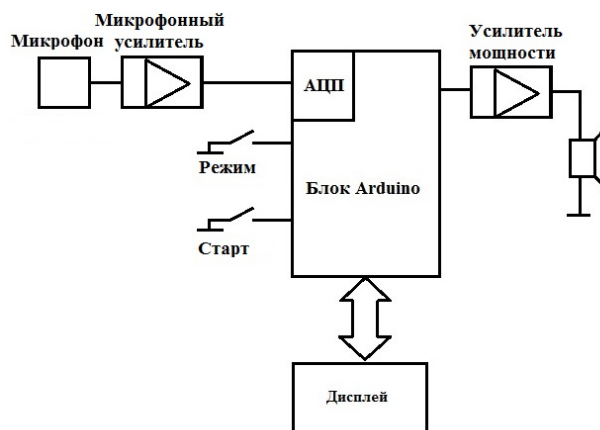 Микрофонный
усилитель
Микрофон
Усилитель
мощности
АЦП
Режим
Блок Arduino
Старт
Дисплей